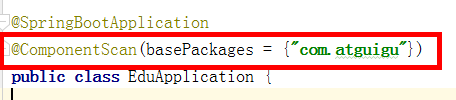 @SpringBootApplication
@ComponentScan(basePackages = {"com.atguigu"})
public class EduApplication {